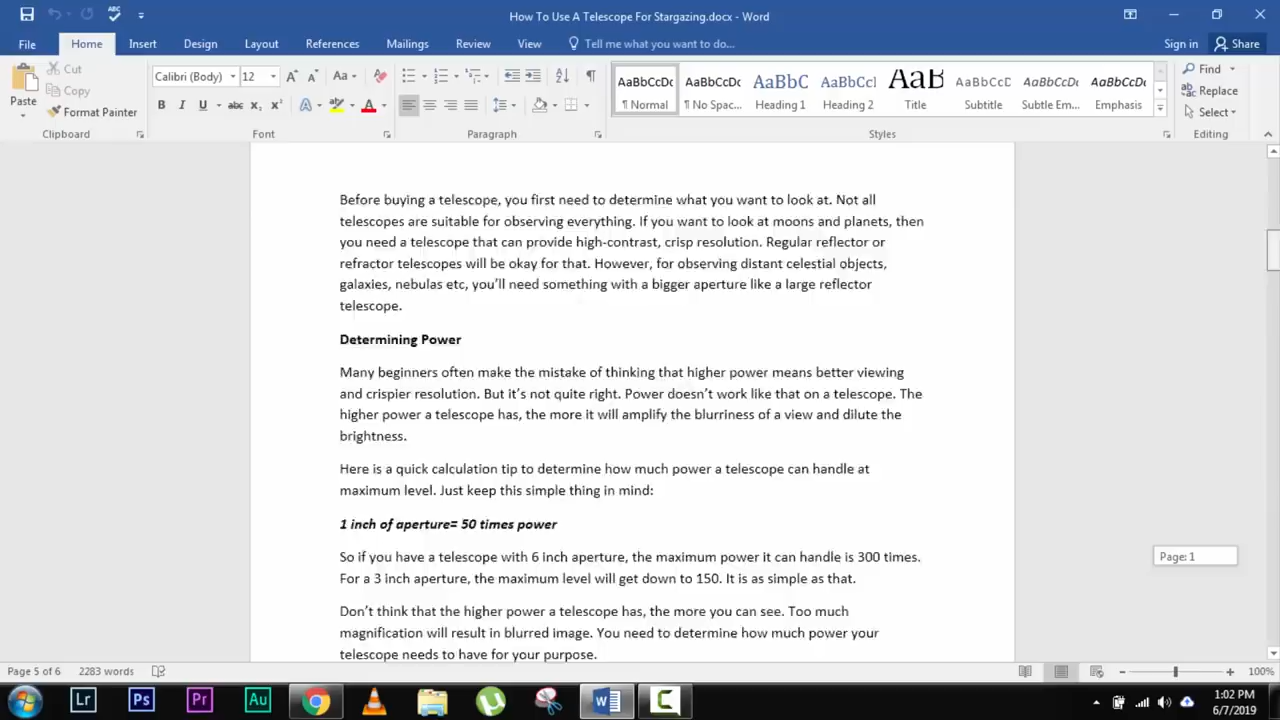 How To Use A Telescope For Stargazing.docx - Word
File Home Insert Design Layout References Mailings Review View Tell me what you want to do... Sign in Share
Paste
Cut
Copy
Format Painter
Clipboard
Calibri (Body) 12
Font
Paragraph
AaBbCcDc ¶ Normal
AaBbCcDc ¶ No Spac...
AaBbC Heading 1
AaBbCcI Heading 2
AaB Title
AaBbCcD Subtitle
AaBbCcDc Subtle Em...
AaBbCcDc Emphasis
Styles
Find
Replace
Select
Editing
Before buying a telescope, you first need to determine what you want to look at. Not all
telescopes are suitable for observing everything. If you want to look at moons and planets, then
you need a telescope that can provide high-contrast, crisp resolution. Regular reflector or
refractor telescopes will be okay for that. However, for observing distant celestial objects,
galaxies, nebulas etc, you’ll need something with a bigger aperture like a large reflector
telescope.
Determining Power
Many beginners often make the mistake of thinking that higher power means better viewing
and crispier resolution. But it’s not quite right. Power doesn’t work like that on a telescope. The
higher power a telescope has, the more it will amplify the blurriness of a view and dilute the
brightness.
Here is a quick calculation tip to determine how much power a telescope can handle at
maximum level. Just keep this simple thing in mind:
1 inch of aperture= 50 times power
So if you have a telescope with 6 inch aperture, the maximum power it can handle is 300 times.
For a 3 inch aperture, the maximum level will get down to 150. It is as simple as that.
Don’t think that the higher power a telescope has, the more you can see. Too much
magnification will result in blurred image. You need to determine how much power your
telescope needs to have for your purpose.
Page: 1
Page 5 of 6 2283 words 100%
Lr Ps Pr Au
1:02 PM
6/7/2019